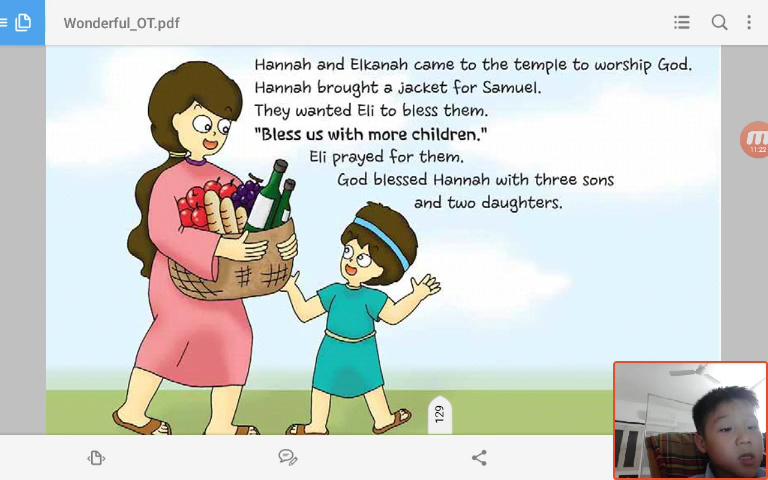 Wonderful_OT.pdf
Hannah and Elkanah came to the temple to worship God.
Hannah brought a jacket for Samuel.
They wanted Eli to bless them.
"Bless us with more children."
Eli prayed for them.
God blessed Hannah with three sons
and two daughters.
11:22
129